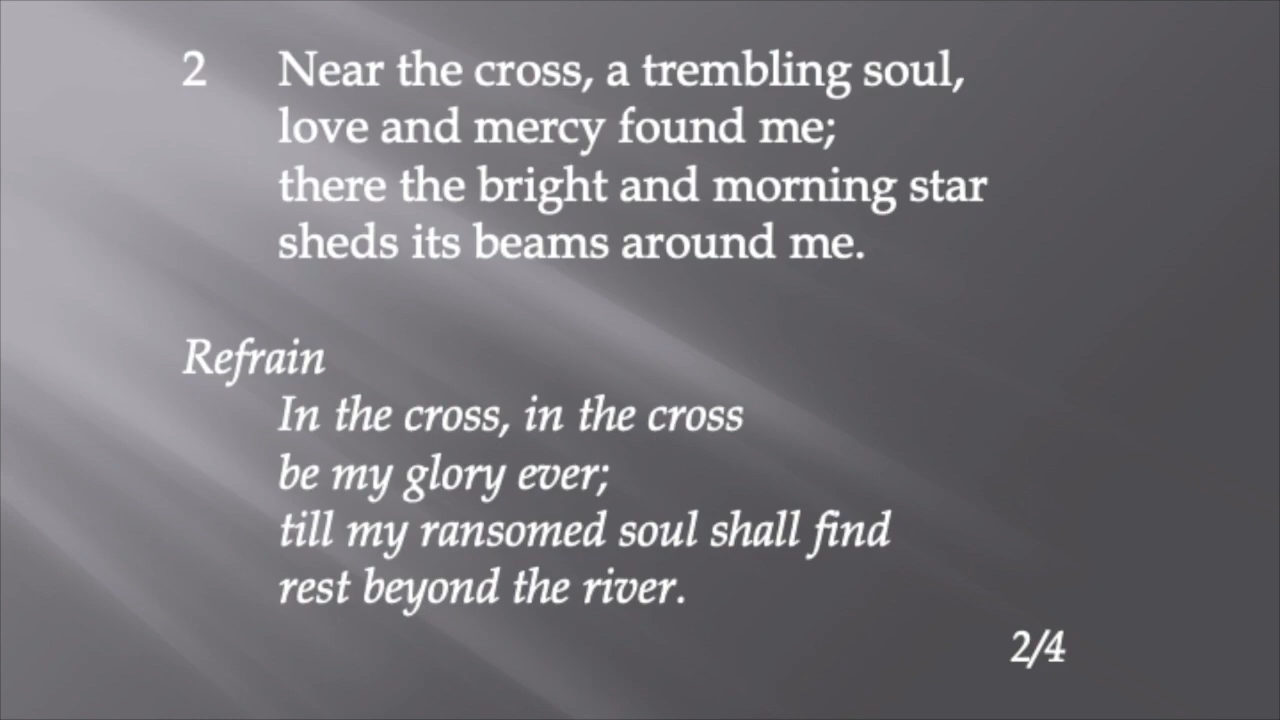 2 Near the cross, a trembling soul,
love and mercy found me;
there the bright and morning star
sheds its beams around me.
Refrain
In the cross, in the cross
be my glory ever;
till my ransomed soul shall find
rest beyond the river.
2/4